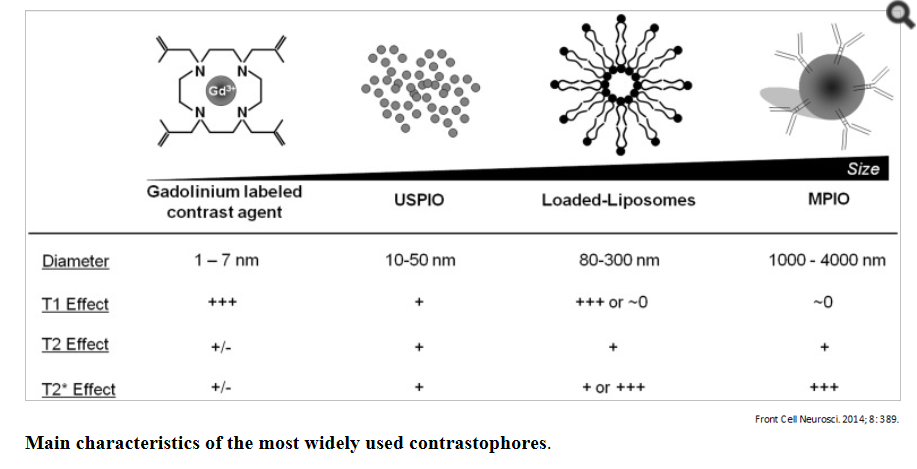 N N
Gd3+
N N
Size
Gadolinium labeled
contrast agent
USPIO
Loaded-Liposomes
MPIO
Diameter 1 – 7 nm 10-50 nm 80-300 nm 1000 - 4000 nm
T1 Effect +++ + +++ or ~0 ~0
T2 Effect +/- + + +
T2* Effect +/- + + or +++ +++
Front Cell Neurosci. 2014; 8: 389.
Main characteristics of the most widely used contrastophores.